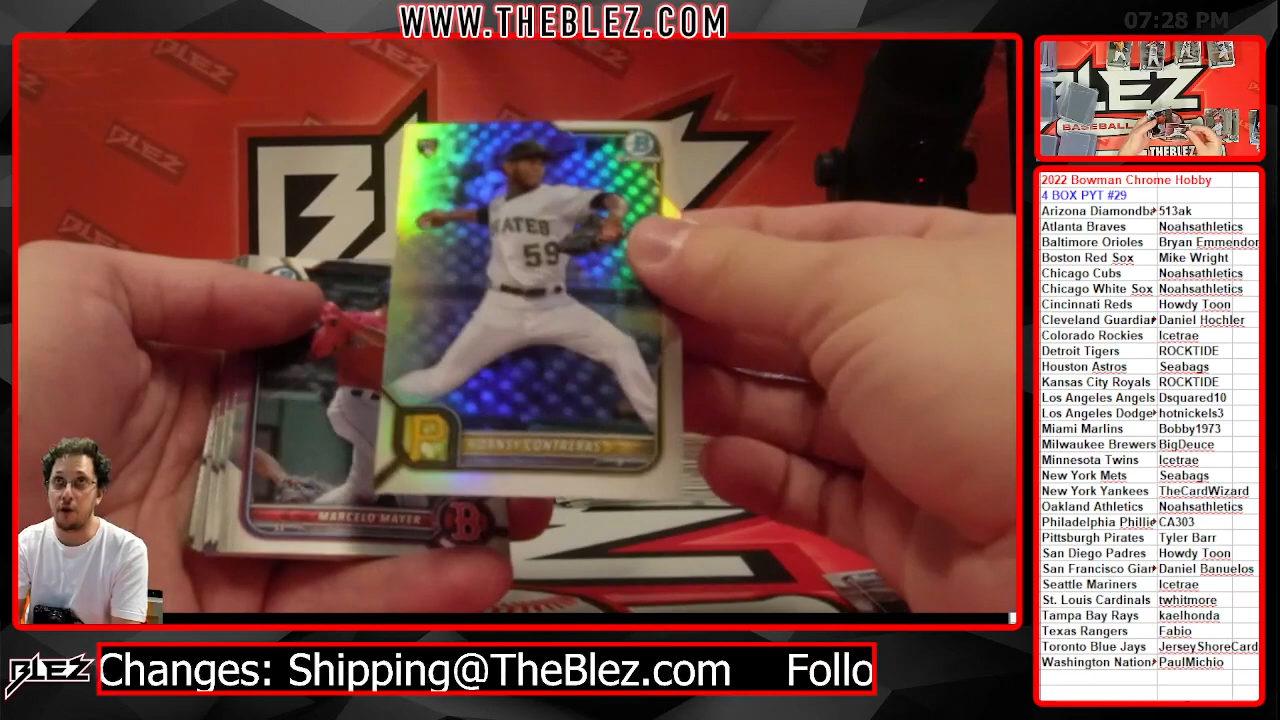 WWW.THEBLEZ.COM
07:28 PM
BLEZ
BLEZ
BLEZ
PIRATES
59
ROANSY CONTRERAS
MARCELO MAYER
B
LEZ
BASEBALL
THEBLEZ
2022 Bowman Chrome Hobby
4 BOX PYT #29
Arizona Diamondba 513ak
Atlanta Braves Noahsathletics
Baltimore Orioles Bryan Emmendor
Boston Red Sox Mike Wright
Chicago Cubs Noahsathletics
Chicago White Sox Noahsathletics
Cincinnati Reds Howdy Toon
Cleveland Guardia Daniel Hochler
Colorado Rockies Icetrae
Detroit Tigers ROCKTIDE
Houston Astros Seabags
Kansas City Royals ROCKTIDE
Los Angeles Angels Dsquared10
Los Angeles Dodge hotnickels3
Miami Marlins Bobby1973
Milwaukee Brewers BigDeuce
Minnesota Twins Icetrae
New York Mets Seabags
New York Yankees TheCardWizard
Oakland Athletics Noahsathletics
Philadelphia Phillie CA303
Pittsburgh Pirates Tyler Barr
San Diego Padres Howdy Toon
San Francisco Gian Daniel Banuelos
Seattle Mariners Icetrae
St. Louis Cardinals twhitmore
Tampa Bay Rays kaelhonda
Texas Rangers Fabio
Toronto Blue Jays JerseyShoreCard
Washington Nation PaulMichio
BLEZ
Changes: Shipping@TheBlez.com Follo